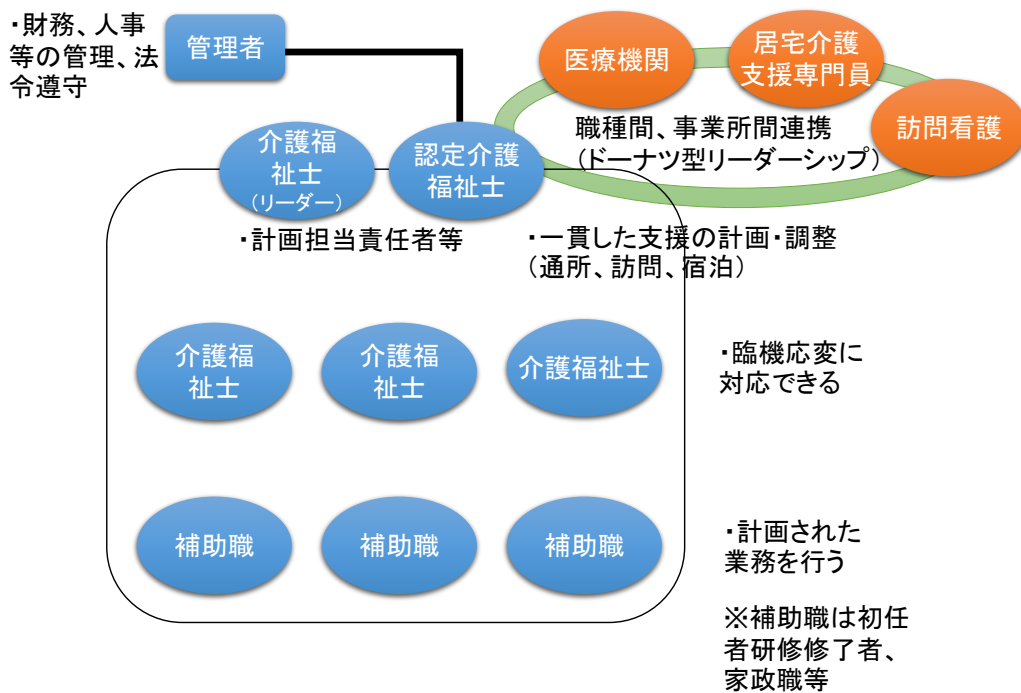 ・財務、人事
等の管理、法
令遵守
管理者
医療機関
居宅介護
支援専門員
訪問看護
職種間、事業所間連携
（ドーナツ型リーダーシップ）
介護福
祉士
（リーダー）
認定介護
福祉士
・計画担当責任者等
・一貫した支援の計画・調整
（通所、訪問、宿泊）
介護福
祉士
介護福
祉士
介護福祉士
・臨機応変に
対応できる
補助職
補助職
補助職
・計画された
業務を行う
※補助職は初任
者研修修了者、
家政職等